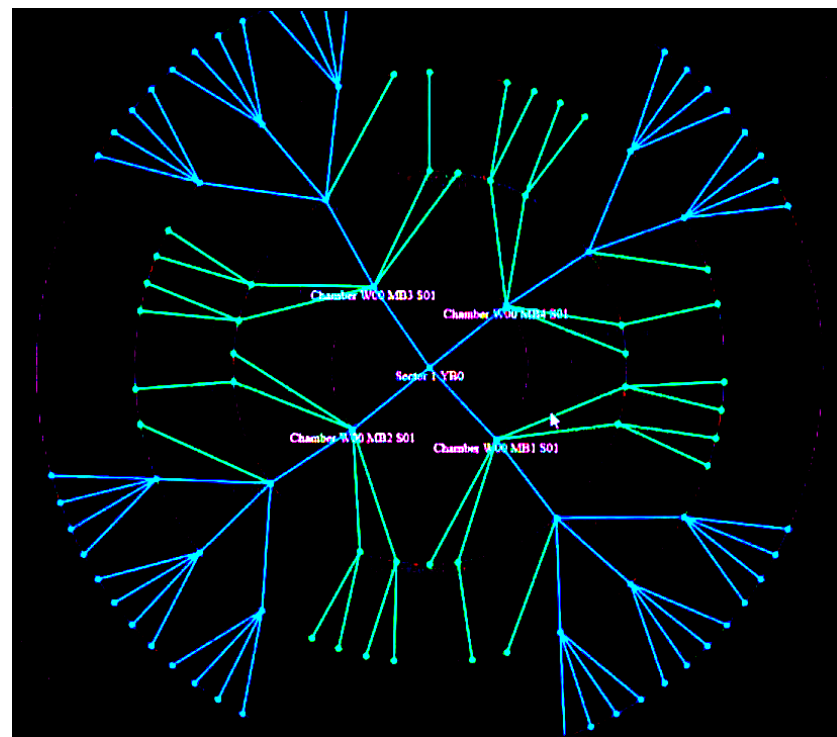 Chamber W00 MB3 S01
Chamber W00 MB4 S01
Sector 1 YB0
Chamber W00 MB2 S01
Chamber W00 MB1 S01